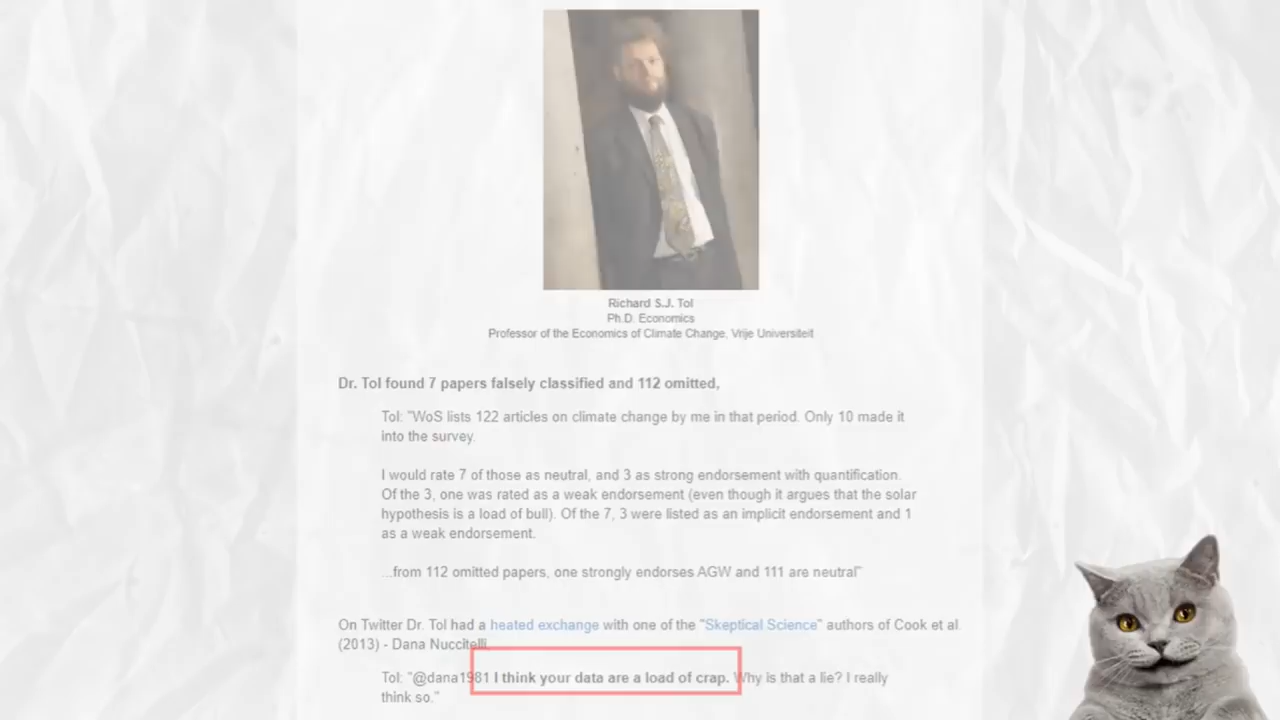 Richard S.J. Tol
Ph.D. Economics
Professor of the Economics of Climate Change, Vrije Universiteit
Dr. Tol found 7 papers falsely classified and 112 omitted,
Tol: "WoS lists 122 articles on climate change by me in that period. Only 10 made it
into the survey.
I would rate 7 of those as neutral, and 3 as strong endorsement with quantification.
Of the 3, one was rated as a weak endorsement (even though it argues that the solar
hypothesis is a load of bull). Of the 7, 3 were listed as an implicit endorsement and 1
as a weak endorsement.
...from 112 omitted papers, one strongly endorses AGW and 111 are neutral"
On Twitter Dr. Tol had a heated exchange with one of the "Skeptical Science" authors of Cook et al.
(2013) - Dana Nuccitelli.
Tol: "@dana1981 I think your data are a load of crap. Why is that a lie? I really
think so."